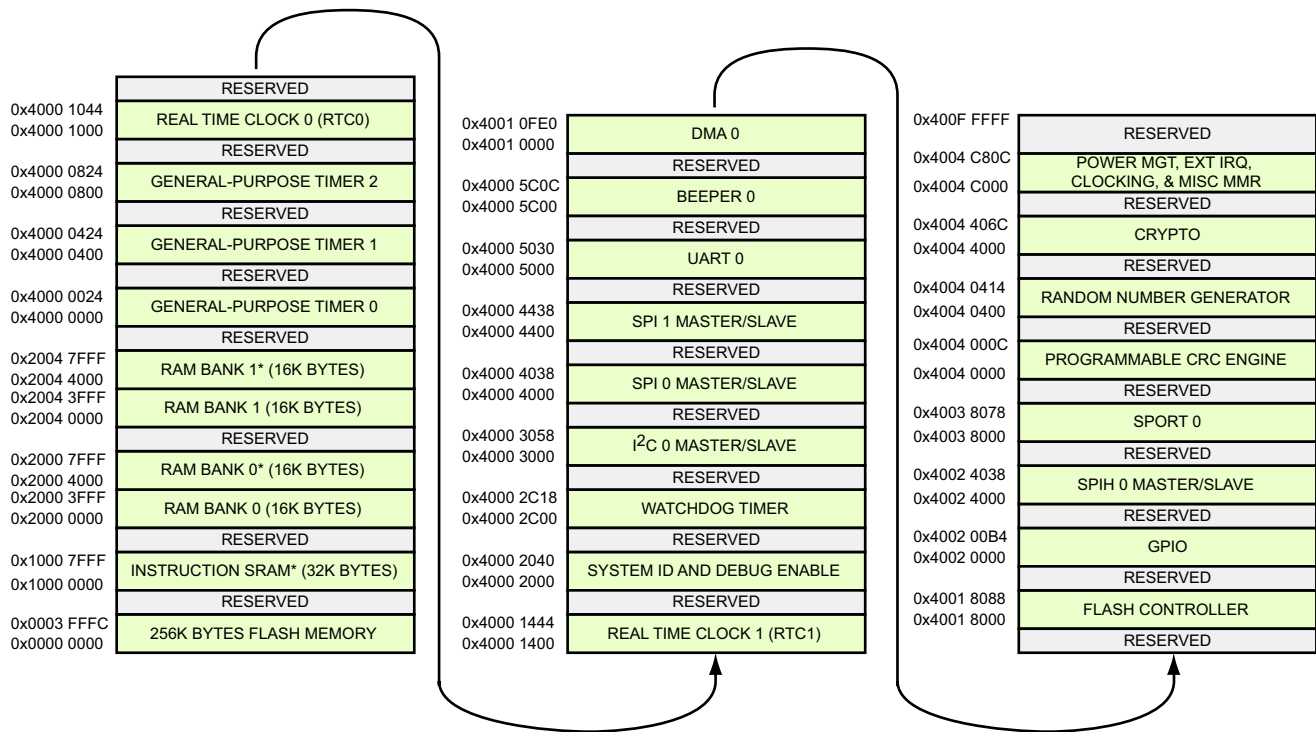 RESERVED
0x4000 1044
REAL TIME CLOCK 0 (RTC0)
0x4000 1000
RESERVED
0x4000 0824
GENERAL-PURPOSE TIMER 2
0x4000 0800
RESERVED
0x4000 0424
GENERAL-PURPOSE TIMER 1
0x4000 0400
RESERVED
0x4000 0024
GENERAL-PURPOSE TIMER 0
0x4000 0000
RESERVED
0x2004 7FFF
RAM BANK 1* (16K BYTES)
0x2004 4000
0x2004 3FFF
RAM BANK 1 (16K BYTES)
0x2004 0000
RESERVED
0x2000 7FFF
RAM BANK 0* (16K BYTES)
0x2000 4000
0x2000 3FFF
RAM BANK 0 (16K BYTES)
0x2000 0000
RESERVED
0x1000 7FFF
INSTRUCTION SRAM* (32K BYTES)
0x1000 0000
RESERVED
0x0003 FFFC
256K BYTES FLASH MEMORY
0x0000 0000
0x4001 0FE0
DMA 0
0x4001 0000
RESERVED
0x4000 5C0C
BEEPER 0
0x4000 5C00
RESERVED
0x4000 5030
UART 0
0x4000 5000
RESERVED
0x4000 4438
SPI 1 MASTER/SLAVE
0x4000 4400
RESERVED
0x4000 4038
SPI 0 MASTER/SLAVE
0x4000 4000
RESERVED
0x4000 3058
I2C 0 MASTER/SLAVE
0x4000 3000
RESERVED
0x4000 2C18
WATCHDOG TIMER
0x4000 2C00
RESERVED
0x4000 2040
SYSTEM ID AND DEBUG ENABLE
0x4000 2000
RESERVED
0x4000 1444
REAL TIME CLOCK 1 (RTC1)
0x4000 1400
0x400F FFFF
RESERVED
0x4004 C80C
POWER MGT, EXT IRQ,
CLOCKING, & MISC MMR
0x4004 C000
RESERVED
0x4004 406C
CRYPTO
0x4004 4000
RESERVED
0x4004 0414
RANDOM NUMBER GENERATOR
0x4004 0400
RESERVED
0x4004 000C
PROGRAMMABLE CRC ENGINE
0x4004 0000
RESERVED
0x4003 8078
SPORT 0
0x4003 8000
RESERVED
0x4002 4038
SPIH 0 MASTER/SLAVE
0x4002 4000
RESERVED
0x4002 00B4
GPIO
0x4002 0000
RESERVED
0x4001 8088
FLASH CONTROLLER
0x4001 8000
RESERVED